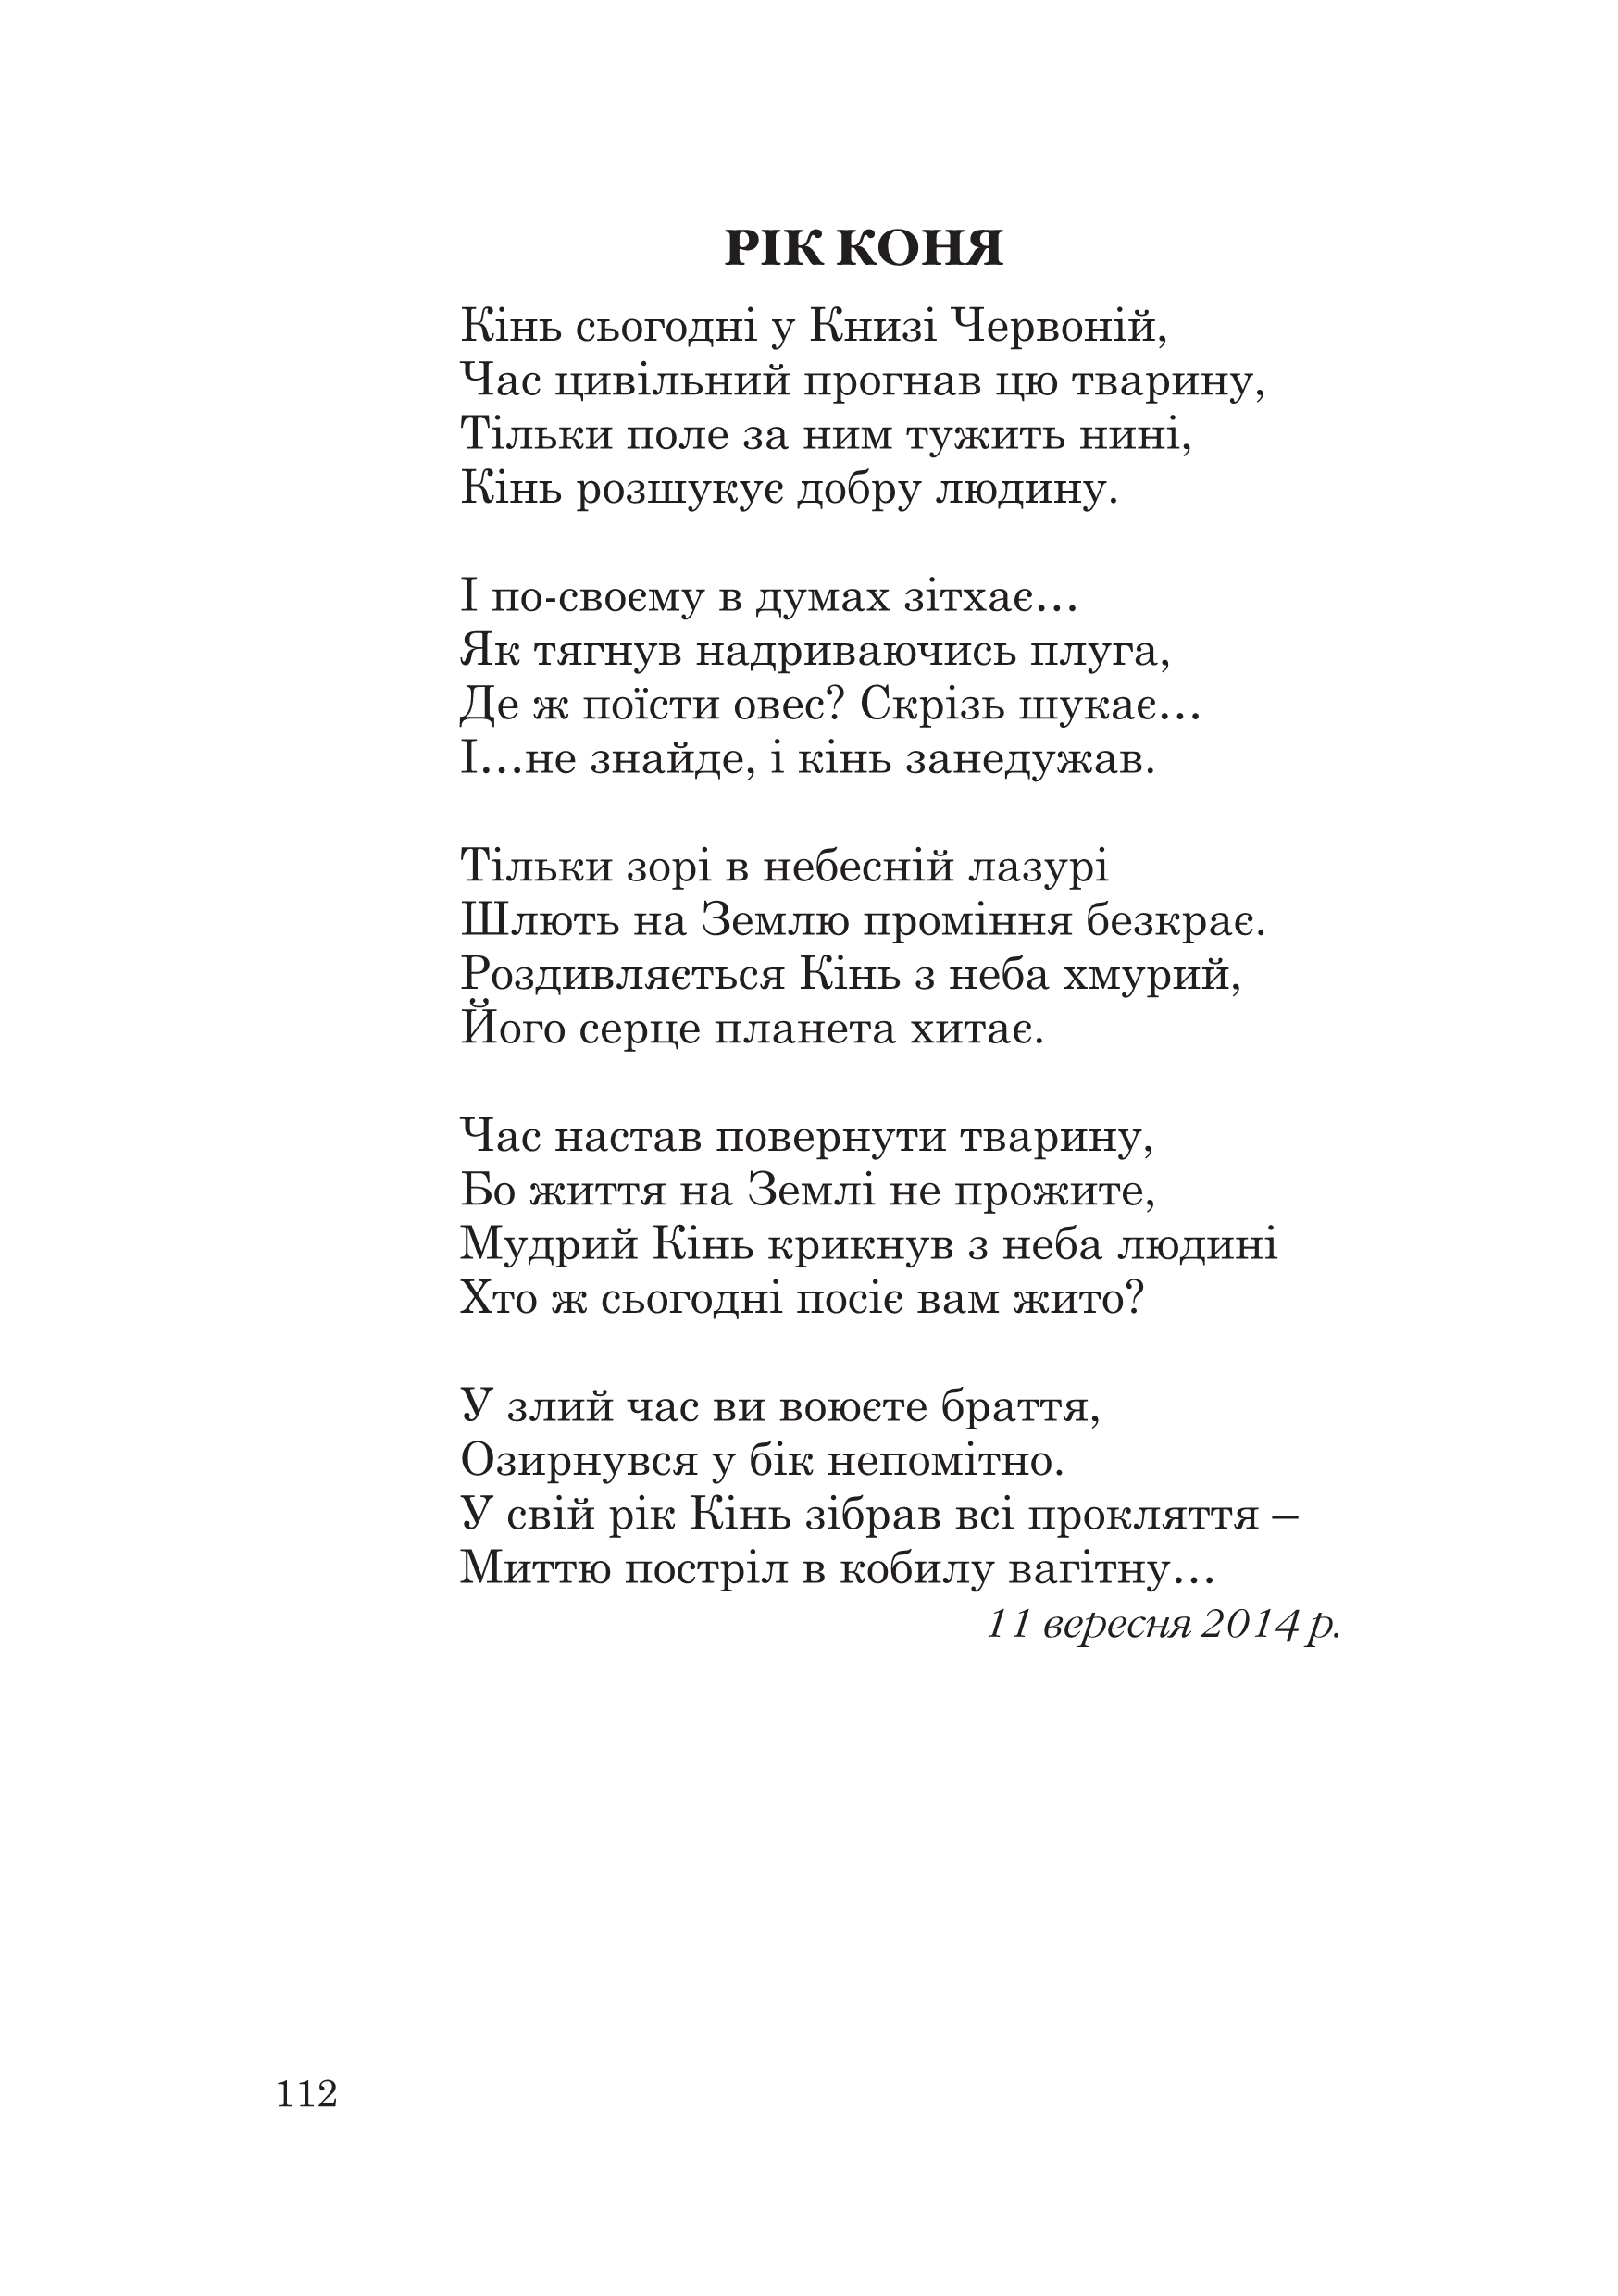 РІК КОНЯ
Кінь сьогодні у Книзі Червоній,
Час цивільний прогнав цю тварину,
Тільки поле за ним тужить нині,
Кінь розшукує добру людину.
І по-своєму в думах зітхає...
Як тягнув надриваючись плуга,
Де ж поїсти овес? Скрізь шукає...
І...не знайде, і кінь занедужав.
Тільки зорі в небесній лазурі
Шлють на Землю проміння безкрає.
Роздивляється Кінь з неба хмурий,
Його серце планета хитає.
Час настав повернути тварину,
Бо життя на Землі не прожите,
Мудрий Кінь крикнув з неба людині
Хто ж сьогодні посіє вам жито?
У злий час ви воюєте браття,
Озирнувся у бік непомітно.
У свій рік Кінь зібрав всі прокляття –
Миттю постріл в кобилу вагітну...
11 вересня 2014 р.
112